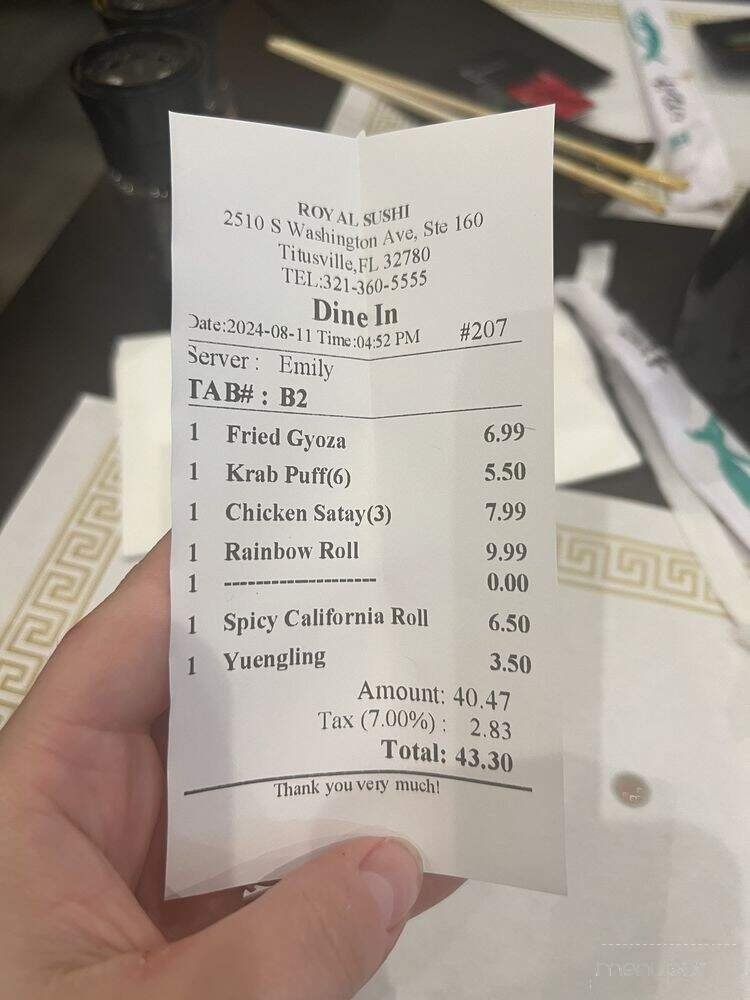 ROYAL SUSHI
2510 S Washington Ave, Ste 160
Titusville,FL 32780
TEL:321-360-5555
Dine In
Date:2024-08-11 Time:04:52 PM #207
Server : Emily
TAB# : B2
1 Fried Gyoza 6.99
1 Krab Puff(6) 5.50
1 Chicken Satay(3) 7.99
1 Rainbow Roll 9.99
1 -------------------- 0.00
1 Spicy California Roll 6.50
1 Yuengling 3.50
Amount: 40.47
Tax (7.00%) : 2.83
Total: 43.30
Thank you very much!